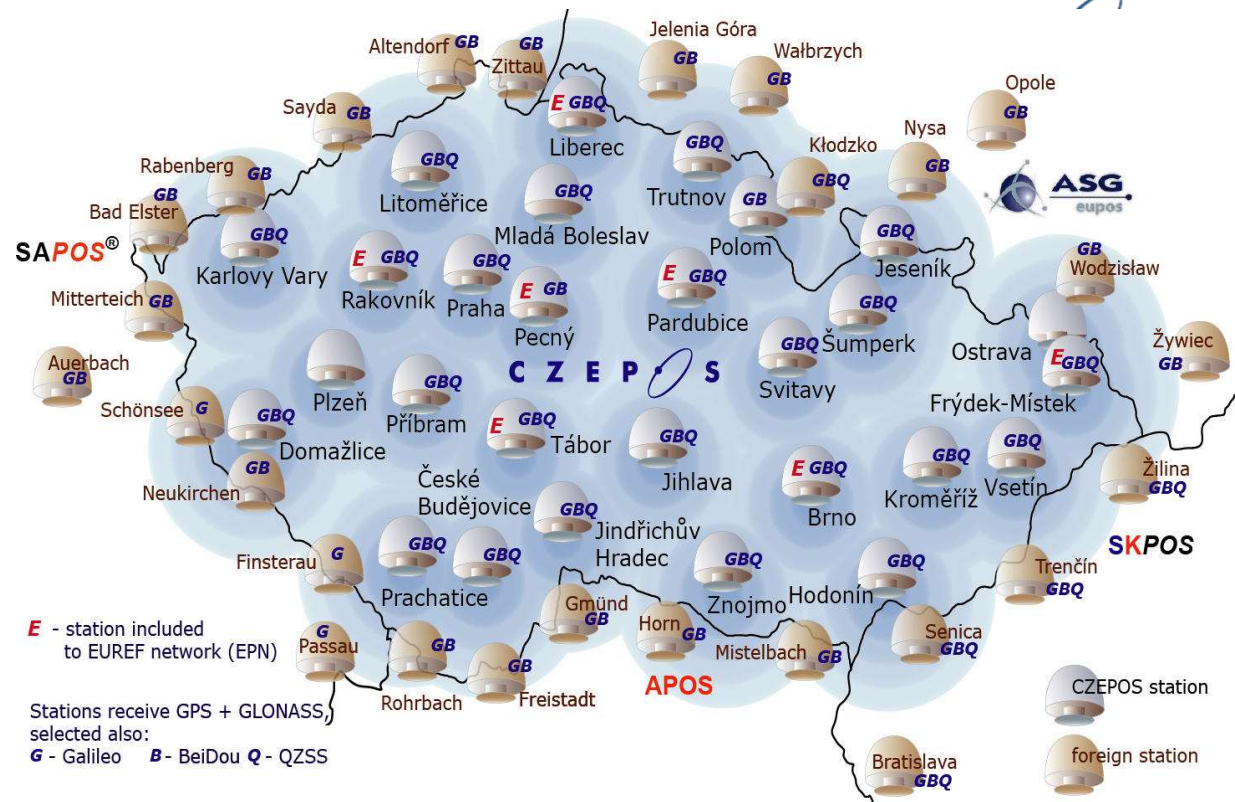 Altendorf GB
GB
Zittau
Jelenia Góra
GB
Wałbrzych
GB
Opole
GB
Sayda GB
E GBQ
Liberec
Nysa
GB
Kłodzko
GBQ
Rabenberg
GB
GBQ
Litoměřice
GBQ
Trutnov
ASG
eupos
GB
Bad Elster
GBQ
Mladá Boleslav
GB
Polom
GBQ
Jeseník
SAPOS®
GBQ
Karlovy Vary
E GBQ
Rakovník
GBQ
Praha
E GB
Pecný
E GBQ
Pardubice
GB
Wodzisław
Mitterteich
GB
GBQ
Šumperk
Ostrava
Żywiec
GB
Auerbach
GB
Plzeň
CZEPOS
GBQ
Svitavy
E GBQ
Frýdek-Místek
Schönsee G
GBQ
Domažlice
GBQ
Příbram
E GBQ
Tábor
GBQ
Jihlava
E GBQ
Brno
GBQ
Kroměříž
GBQ
Vsetín
Žilina
GBQ
GB
Neukirchen
České
Budějovice
GBQ
Jindřichův
Hradec
SKPOS
Finsterau
G
GBQ
Prachatice
GBQ
GBQ
Znojmo
GBQ
Hodonín
Trenčín
GBQ
Gmünd
GB
Horn GB
Mistelbach GB
Senica
GBQ
E - station included
to EUREF network (EPN)
G
Passau
GB
Rohrbach
GB
Freistadt
APOS
CZEPOS station
Stations receive GPS + GLONASS,
selected also:
G - Galileo B - BeiDou Q - QZSS
Bratislava
GBQ
foreign station